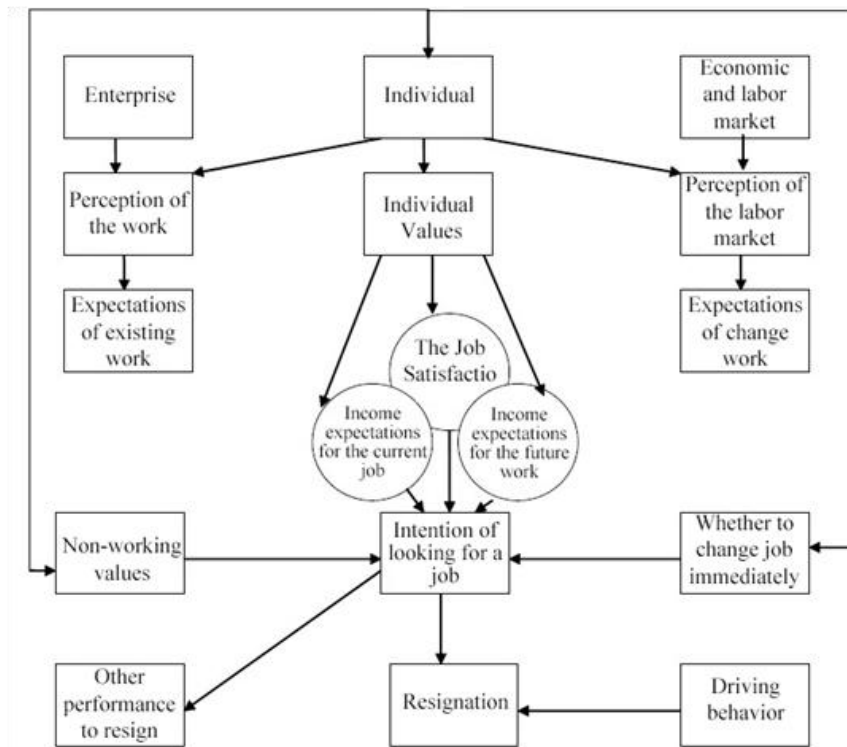 Enterprise
Individual
Economic
and labor
market
Perception of
the work
Individual
Values
Perception of
the labor
market
Expectations
of existing
work
Expectations
of change
work
The Job
Satisfactio
Income
expectations
for the current
job
Income
expectations
for the future
work
Non-working
values
Intention of
looking for a
job
Whether to
change job
immediately
Other
performance
to resign
Resignation
Driving
behavior